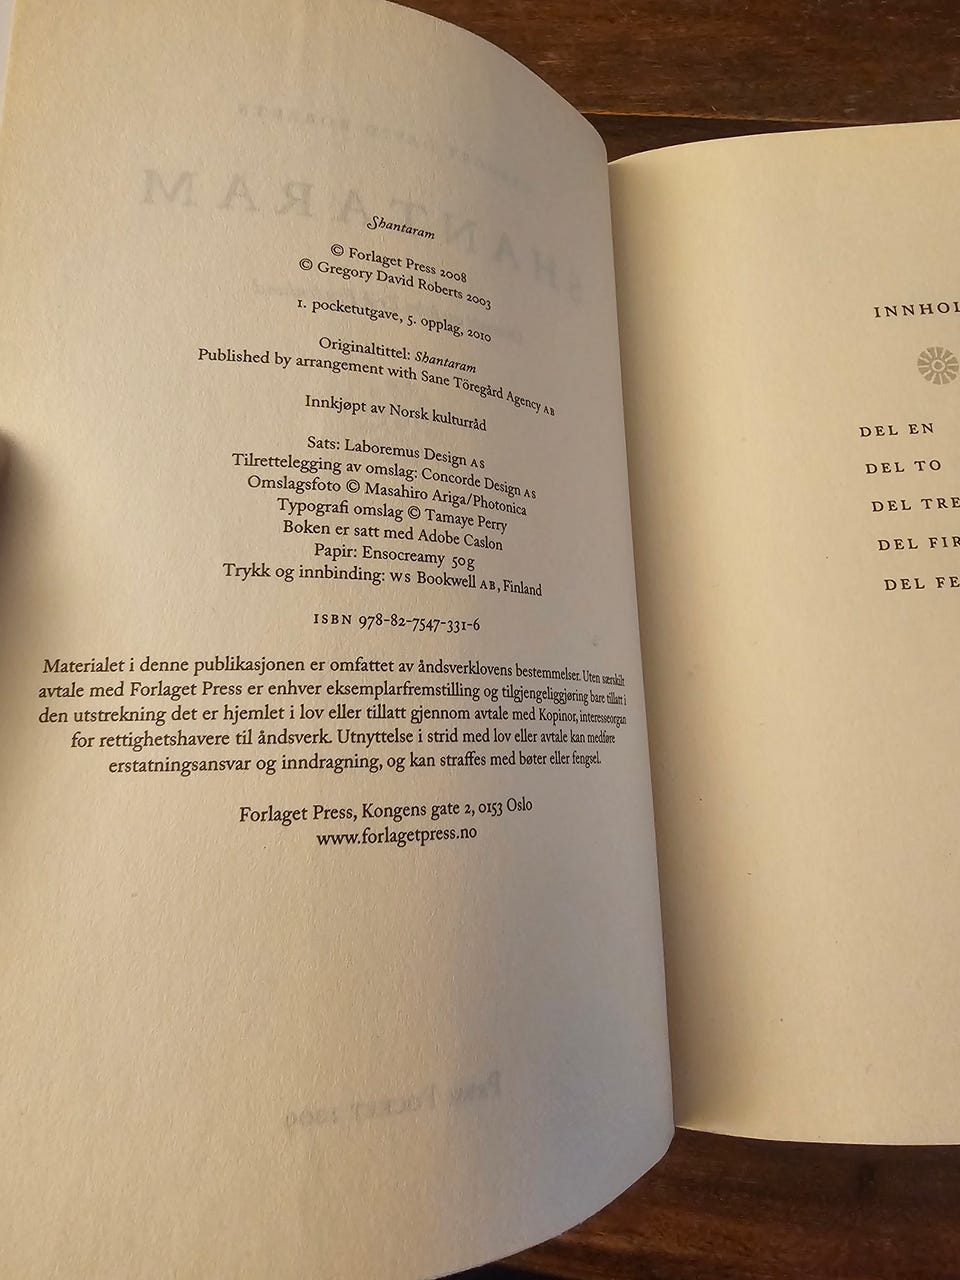 Shantaram
© Forlaget Press 2008
© Gregory David Roberts 2003
1. pocketutgave, 5. opplag, 2010
Originaltittel: Shantaram
Published by arrangement with Sane Töregård Agency AB
Innkjøpt av Norsk kulturråd
Sats: Laboremus Design AS
Tilrettelegging av omslag: Concorde Design AS
Omslagsfoto © Masahiro Ariga/Photonica
Typografi omslag © Tamaye Perry
Boken er satt med Adobe Caslon
Papir: Ensocreamy 50g
Trykk og innbinding: WS Bookwell AB, Finland
ISBN 978-82-7547-331-6
Materialet i denne publikasjonen er omfattet av åndsverklovens bestemmelser. Uten særskilt
avtale med Forlaget Press er enhver eksemplarfremstilling og tilgjengeliggjøring bare tillatt i
den utstrekning det er hjemlet i lov eller tillatt gjennom avtale med Kopinor, interesseorgan
for rettighetshavere til åndsverk. Utnyttelse i strid med lov eller avtale kan medføre
erstatningsansvar og inndragning, og kan straffes med bøter eller fengsel.
Forlaget Press, Kongens gate 2, 0153 Oslo
www.forlagetpress.no
INNHOL
DEL EN
DEL TO
DEL TRE
DEL FIR
DEL FE